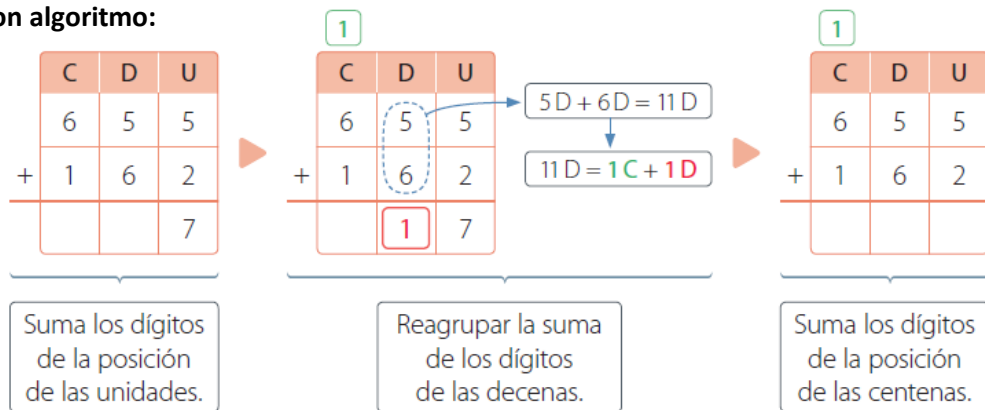 on algoritmo:
C D U
6 5 5
+ 1 6 2
7
Suma los dígitos
de la posición
de las unidades.
1
C D U
6 5 5
+ 1 6 2
1 7
5 D + 6 D = 11 D
11 D = 1 C + 1 D
Reagrupar la suma
de los dígitos
de las decenas.
1
C D U
6 5 5
+ 1 6 2
Suma los dígitos
de la posición
de las centenas.